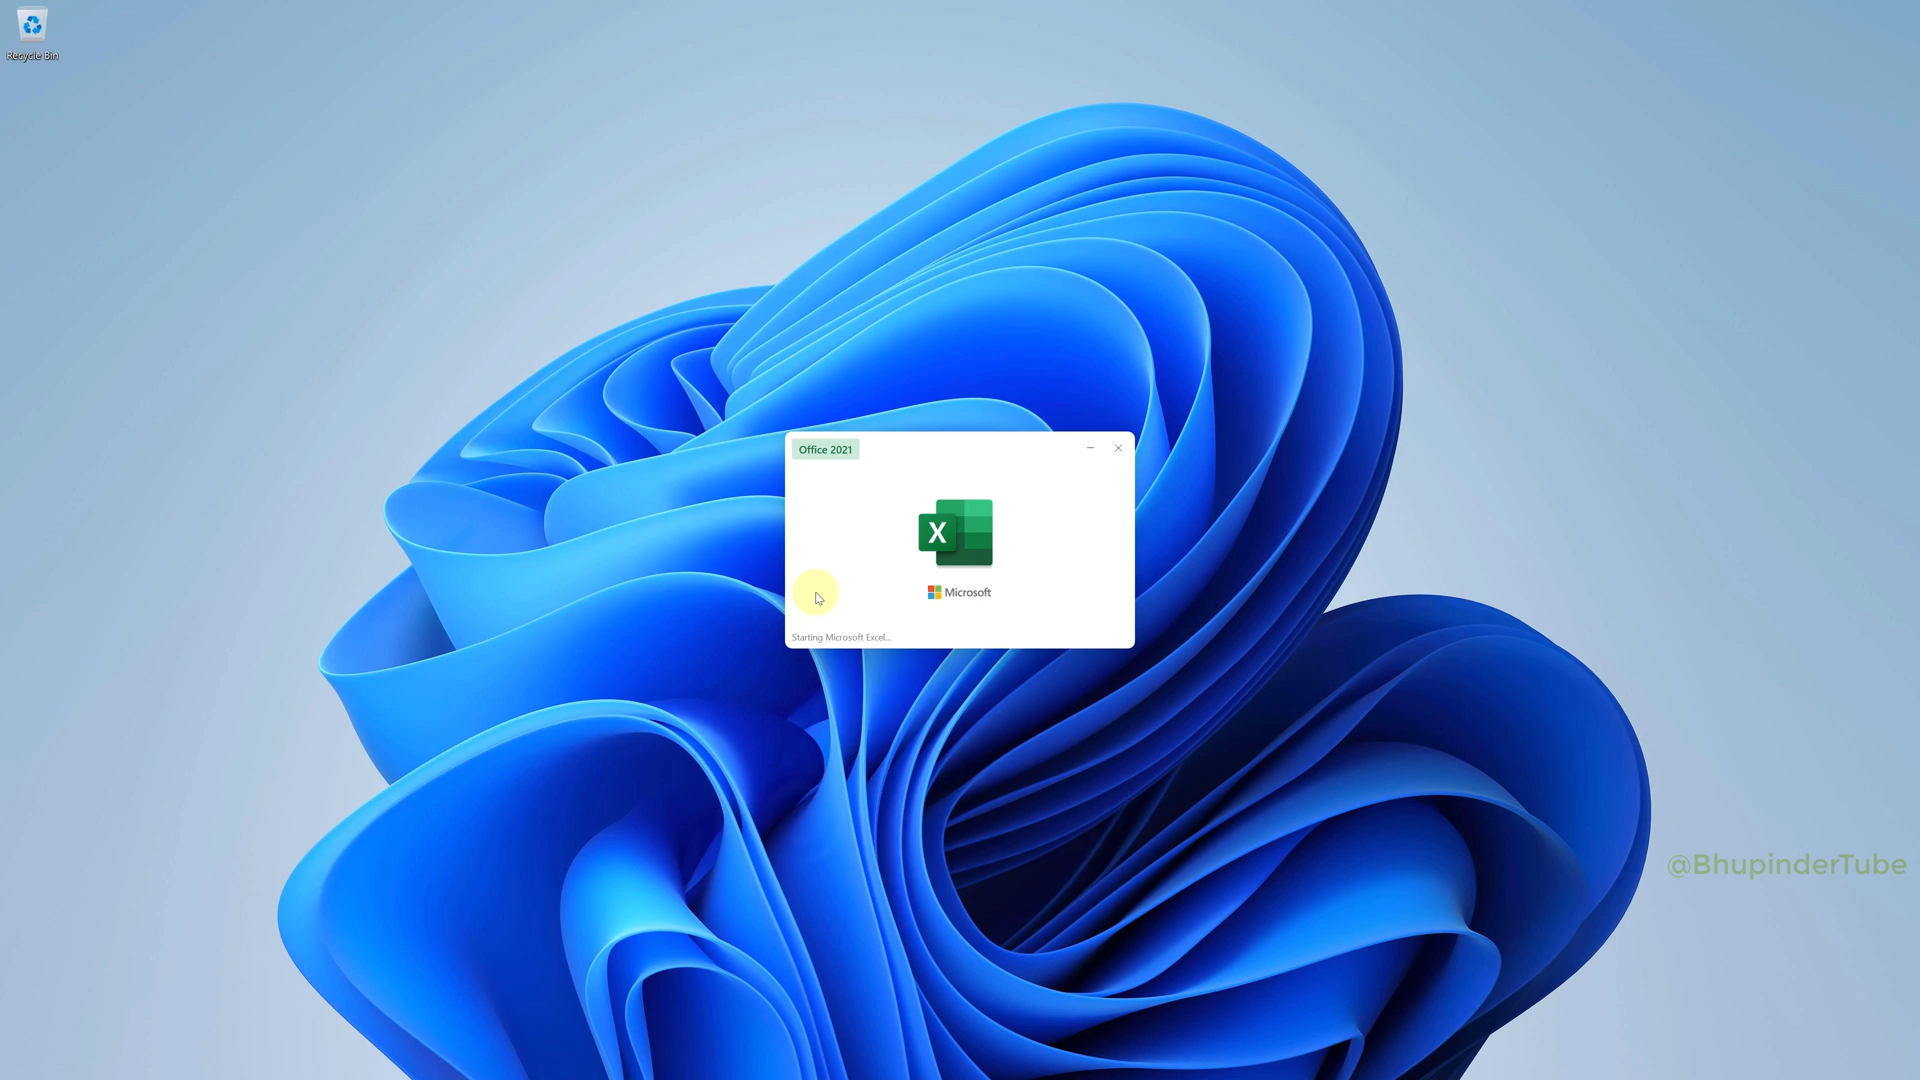 Recycle Bin
Office 2021
X
Microsoft
Starting Microsoft Excel...
@BhupinderTube